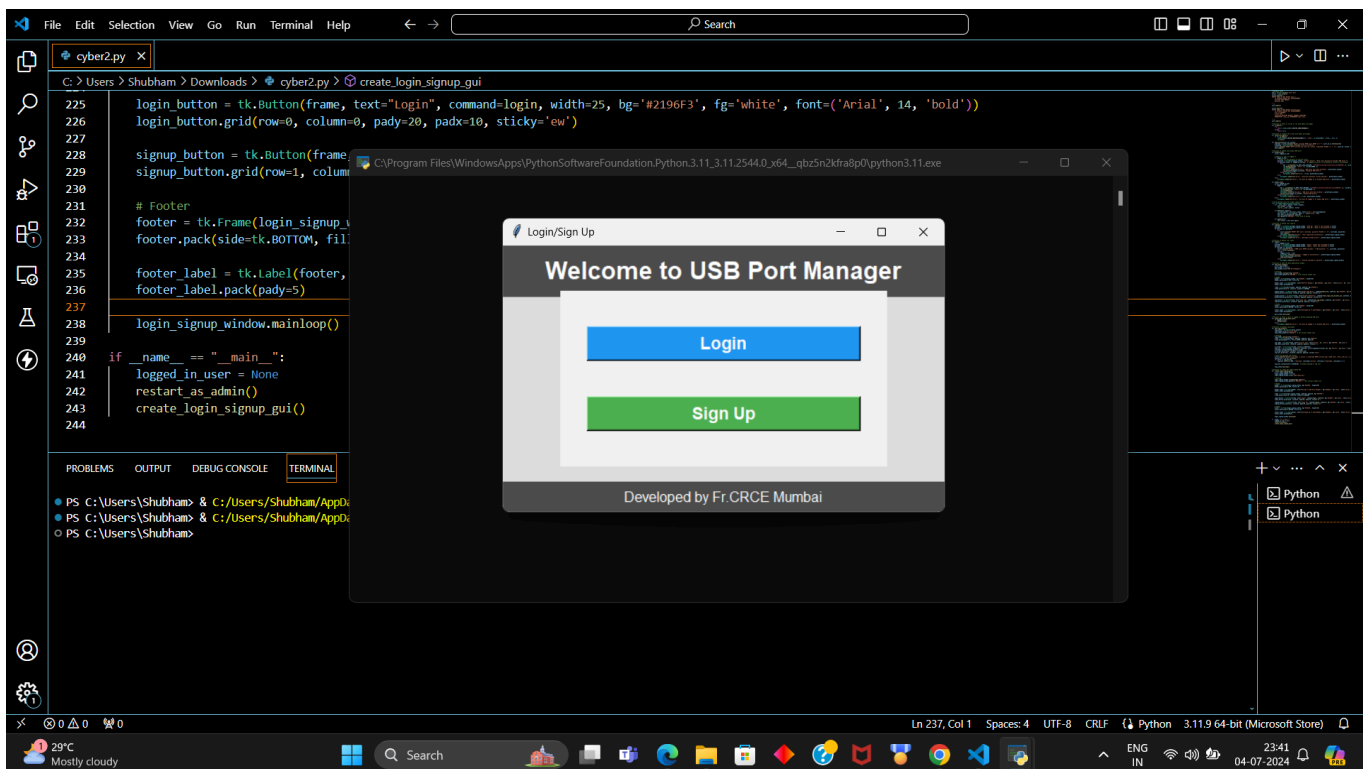 File Edit Selection View Go Run Terminal Help
Search
cyber2.py
C: > Users > Shubham > Downloads > cyber2.py > create_login_signup_gui
225 login_button = tk.Button(frame, text="Login", command=login, width=25, bg='#2196F3', fg='white', font=('Arial', 14, 'bold'))
226 login_button.grid(row=0, column=0, pady=20, padx=10, sticky='ew')
227
228 signup_button = tk.Button(frame,
229 signup_button.grid(row=1, colum
230
231 # Footer
232 footer = tk.Frame(login_signup_w
233 footer.pack(side=tk.BOTTOM, fill
234
235 footer_label = tk.Label(footer,
236 footer_label.pack(pady=5)
237
238 login_signup_window.mainloop()
239
240 if __name__ == "__main__":
241 logged_in_user = None
242 restart_as_admin()
243 create_login_signup_gui()
244
C:\Program Files\WindowsApps\PythonSoftwareFoundation.Python.3.11_3.11.2544.0_x64__qbz5n2kfra8p0\python3.11.exe
Login/Sign Up
Welcome to USB Port Manager
Login
Sign Up
Developed by Fr.CRCE Mumbai
PROBLEMS OUTPUT DEBUG CONSOLE TERMINAL
PS C:\Users\Shubham> & C:/Users/Shubham/AppDa
PS C:\Users\Shubham> & C:/Users/Shubham/AppDa
PS C:\Users\Shubham>
Python
Python
0 0 0 Ln 237, Col 1 Spaces: 4 UTF-8 CRLF Python 3.11.9 64-bit (Microsoft Store)
1
29°C
Mostly cloudy
Search
ENG
IN
23:41
04-07-2024
PRE